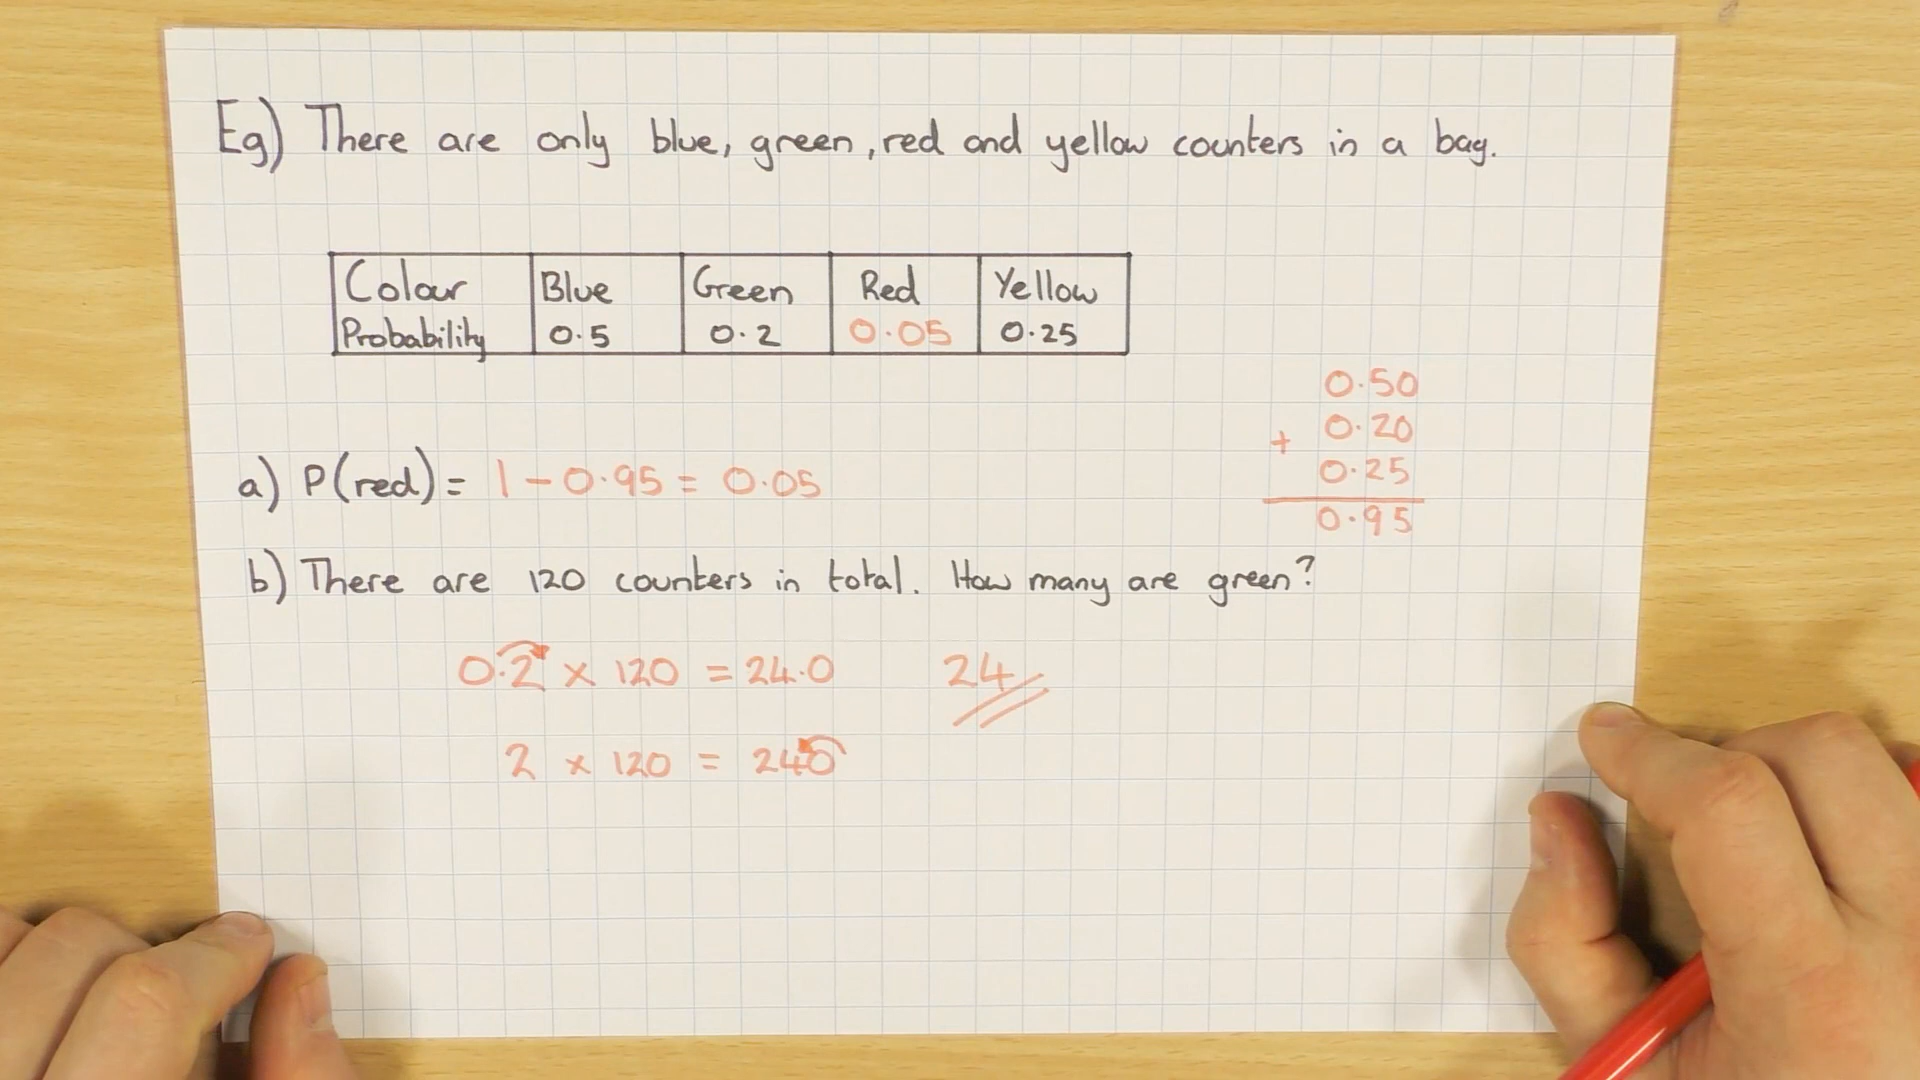 Eg) There are only blue, green, red and yellow counters in a bag.
Colour Blue Green Red Yellow
Probability 0.5 0.2 0.05 0.25
0.50
0.20
+
0.25
0.95
a) P(red) = 1 - 0.95 = 0.05
b) There are 120 counters in total. How many are green?
0.2 × 120 = 24.0 24
2 × 120 = 240